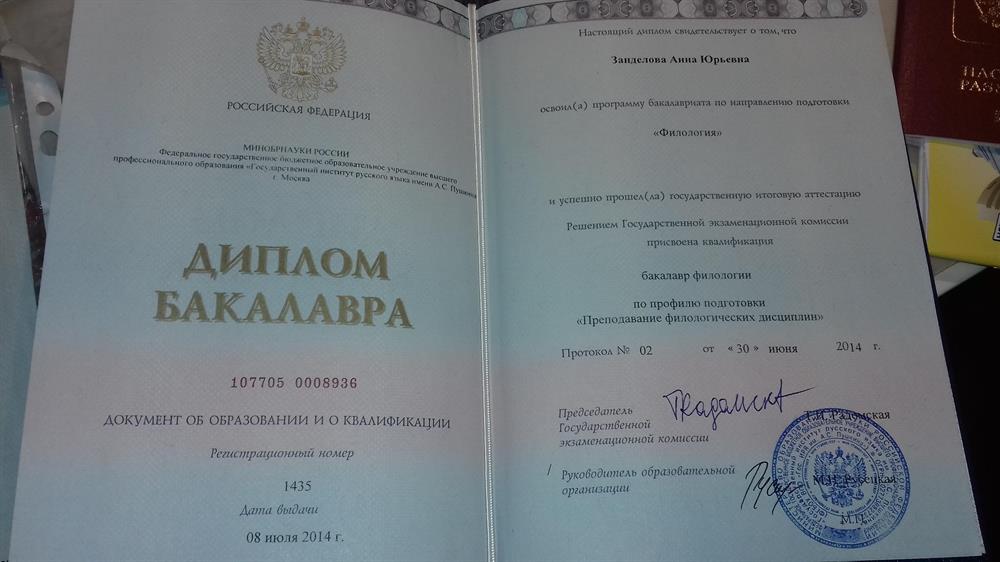 РОССИЙСКАЯ ФЕДЕРАЦИЯ
МИНОБРНАУКИ РОССИИ
Федеральное государственное бюджетное образовательное учреждение высшего
профессионального образования «Государственный институт русского языка имени А.С. Пушкина
г. Москва
ДИПЛОМ
БАКАЛАВРА
107705 0008936
ДОКУМЕНТ ОБ ОБРАЗОВАНИИ И О КВАЛИФИКАЦИИ
Регистрационный номер
1435
Дата выдачи
08 июля 2014 г.
Настоящий диплом свидетельствует о том, что
Занделова Анна Юрьевна
освоил(а) программу бакалавриата по направлению подготовки
«Филология»
и успешно прошел(ла) государственную итоговую аттестацию
Решением Государственной экзаменационной комиссии
присвоена квалификация
бакалавр филологии
по профилю подготовки
«Преподавание филологических дисциплин»
Протокол № 02 от «30» июня 2014 г.
Председатель
Государственной
экзаменационной комиссии
Т.И. Радомская
Руководитель образовательной
организации
М.Н. Русецкая
М.П.
ПАС
PASS